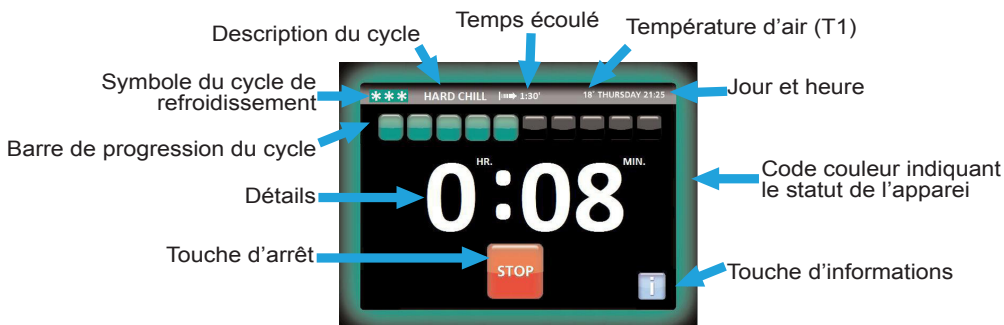 Temps écoulé
Description du cycle
Température d’air (T1)
Symbole du cycle de
refroidissement
Jour et heure
*** HARD CHILL 1:30' 18° THURSDAY 21:25
Barre de progression du cycle
HR. MIN.
0:08
Code couleur indiquant
le statut de l’apparei
Détails
Touche d’arrêt
STOP
i
Touche d’informations